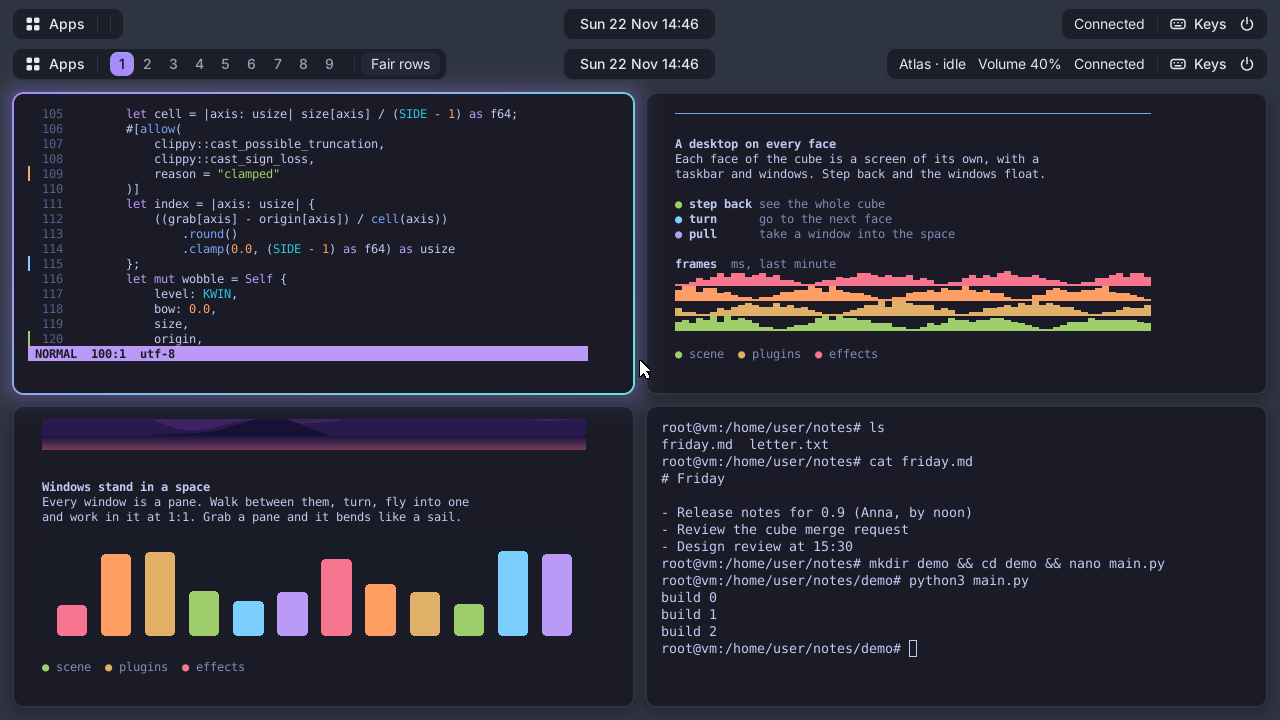 Apps
Sun 22 Nov 14:46
Connected
Keys
Apps
1 2 3 4 5 6 7 8 9
Fair rows
Sun 22 Nov 14:46
Atlas · idle
Volume 40%
Connected
Keys
105 let cell = |axis: usize| size[axis] / (SIDE - 1) as f64;
106 #[allow(
107 clippy::cast_possible_truncation,
108 clippy::cast_sign_loss,
109 reason = "clamped"
110 )]
111 let index = |axis: usize| {
112 ((grab[axis] - origin[axis]) / cell(axis))
113 .round()
114 .clamp(0.0, (SIDE - 1) as f64) as usize
115 };
116 let mut wobble = Self {
117 level: KWIN,
118 bow: 0.0,
119 size,
120 origin,
NORMAL 100:1 utf-8
A desktop on every face
Each face of the cube is a screen of its own, with a
taskbar and windows. Step back and the windows float.
● step back see the whole cube
● turn go to the next face
● pull take a window into the space
frames ms, last minute
● scene ● plugins ● effects
Windows stand in a space
Every window is a pane. Walk between them, turn, fly into one
and work in it at 1:1. Grab a pane and it bends like a sail.
● scene ● plugins ● effects
root@vm:/home/user/notes# ls
friday.md letter.txt
root@vm:/home/user/notes# cat friday.md
# Friday
- Release notes for 0.9 (Anna, by noon)
- Review the cube merge request
- Design review at 15:30
root@vm:/home/user/notes# mkdir demo && cd demo && nano main.py
root@vm:/home/user/notes/demo# python3 main.py
build 0
build 1
build 2
root@vm:/home/user/notes/demo#